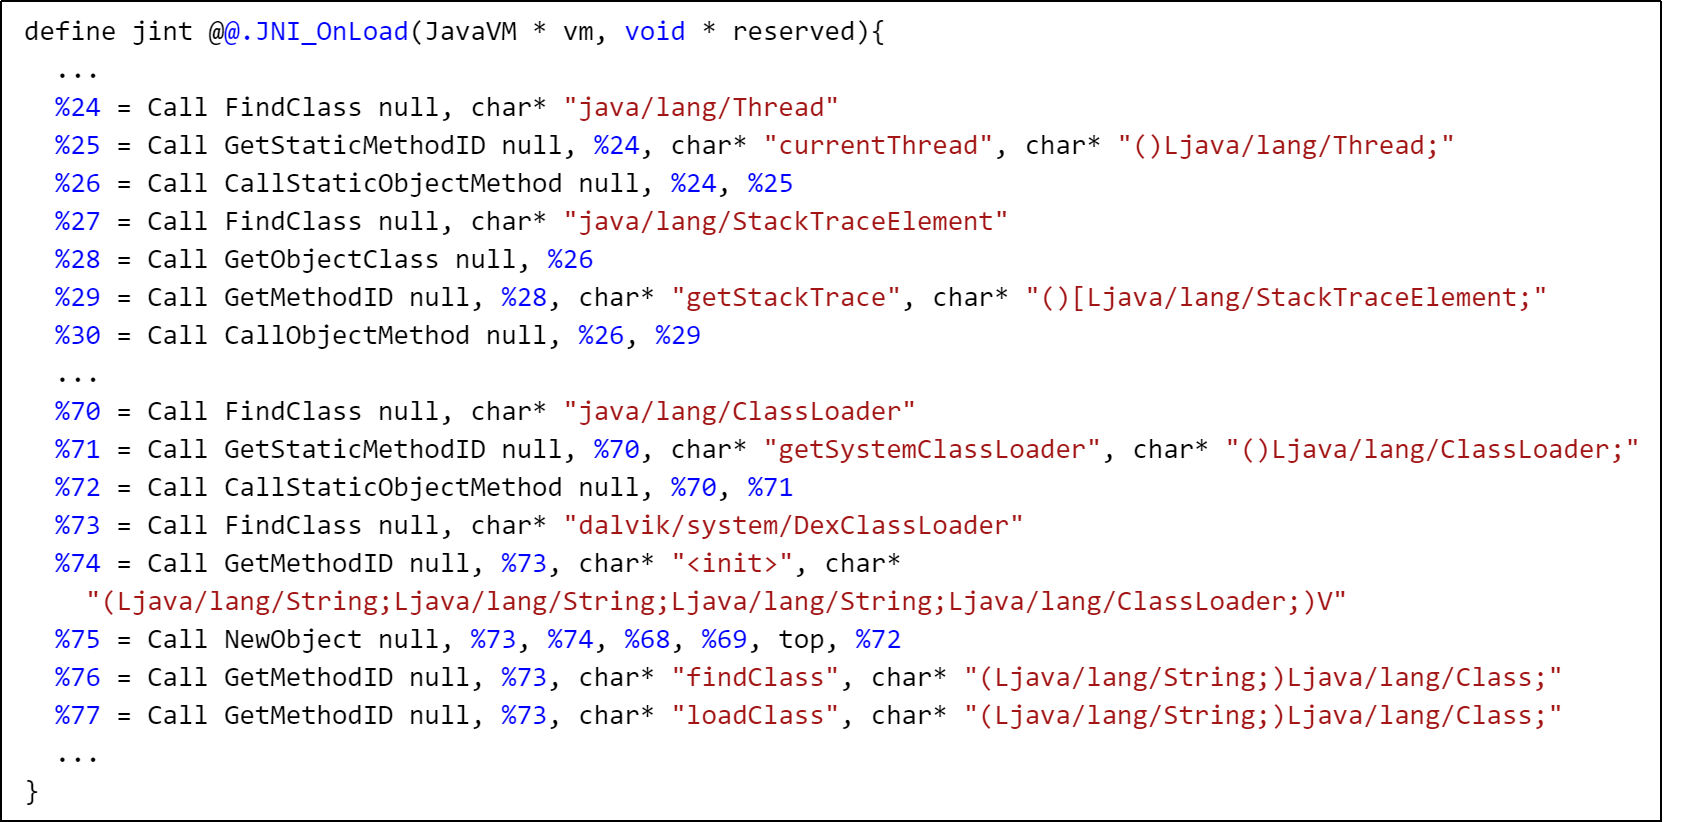 define jint @@.JNI_OnLoad(JavaVM * vm, void * reserved){
...
%24 = Call FindClass null, char* "java/lang/Thread"
%25 = Call GetStaticMethodID null, %24, char* "currentThread", char* "()Ljava/lang/Thread;"
%26 = Call CallStaticObjectMethod null, %24, %25
%27 = Call FindClass null, char* "java/lang/StackTraceElement"
%28 = Call GetObjectClass null, %26
%29 = Call GetMethodID null, %28, char* "getStackTrace", char* "()[Ljava/lang/StackTraceElement;"
%30 = Call CallObjectMethod null, %26, %29
...
%70 = Call FindClass null, char* "java/lang/ClassLoader"
%71 = Call GetStaticMethodID null, %70, char* "getSystemClassLoader", char* "()Ljava/lang/ClassLoader;"
%72 = Call CallStaticObjectMethod null, %70, %71
%73 = Call FindClass null, char* "dalvik/system/DexClassLoader"
%74 = Call GetMethodID null, %73, char* "<init>", char*
"(Ljava/lang/String;Ljava/lang/String;Ljava/lang/String;Ljava/lang/ClassLoader;)V"
%75 = Call NewObject null, %73, %74, %68, %69, top, %72
%76 = Call GetMethodID null, %73, char* "findClass", char* "(Ljava/lang/String;)Ljava/lang/Class;"
%77 = Call GetMethodID null, %73, char* "loadClass", char* "(Ljava/lang/String;)Ljava/lang/Class;"
...
}